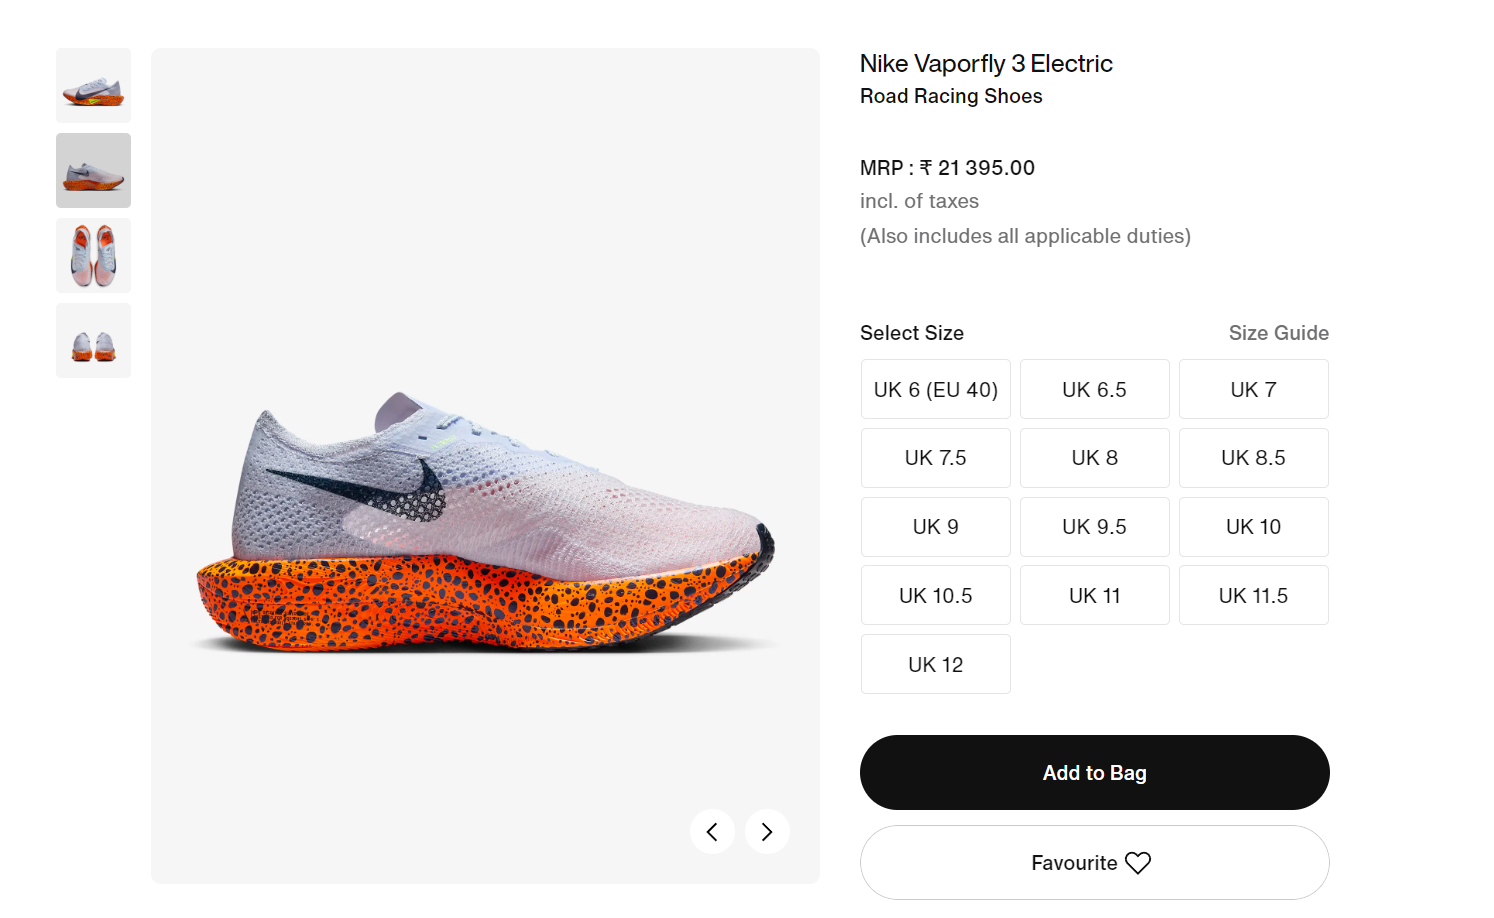 Nike Vaporfly 3 Electric
Road Racing Shoes
MRP : ₹ 21 395.00
incl. of taxes
(Also includes all applicable duties)
Select Size
Size Guide
UK 6 (EU 40)
UK 6.5
UK 7
UK 7.5
UK 8
UK 8.5
UK 9
UK 9.5
UK 10
UK 10.5
UK 11
UK 11.5
UK 12
Add to Bag
Favourite